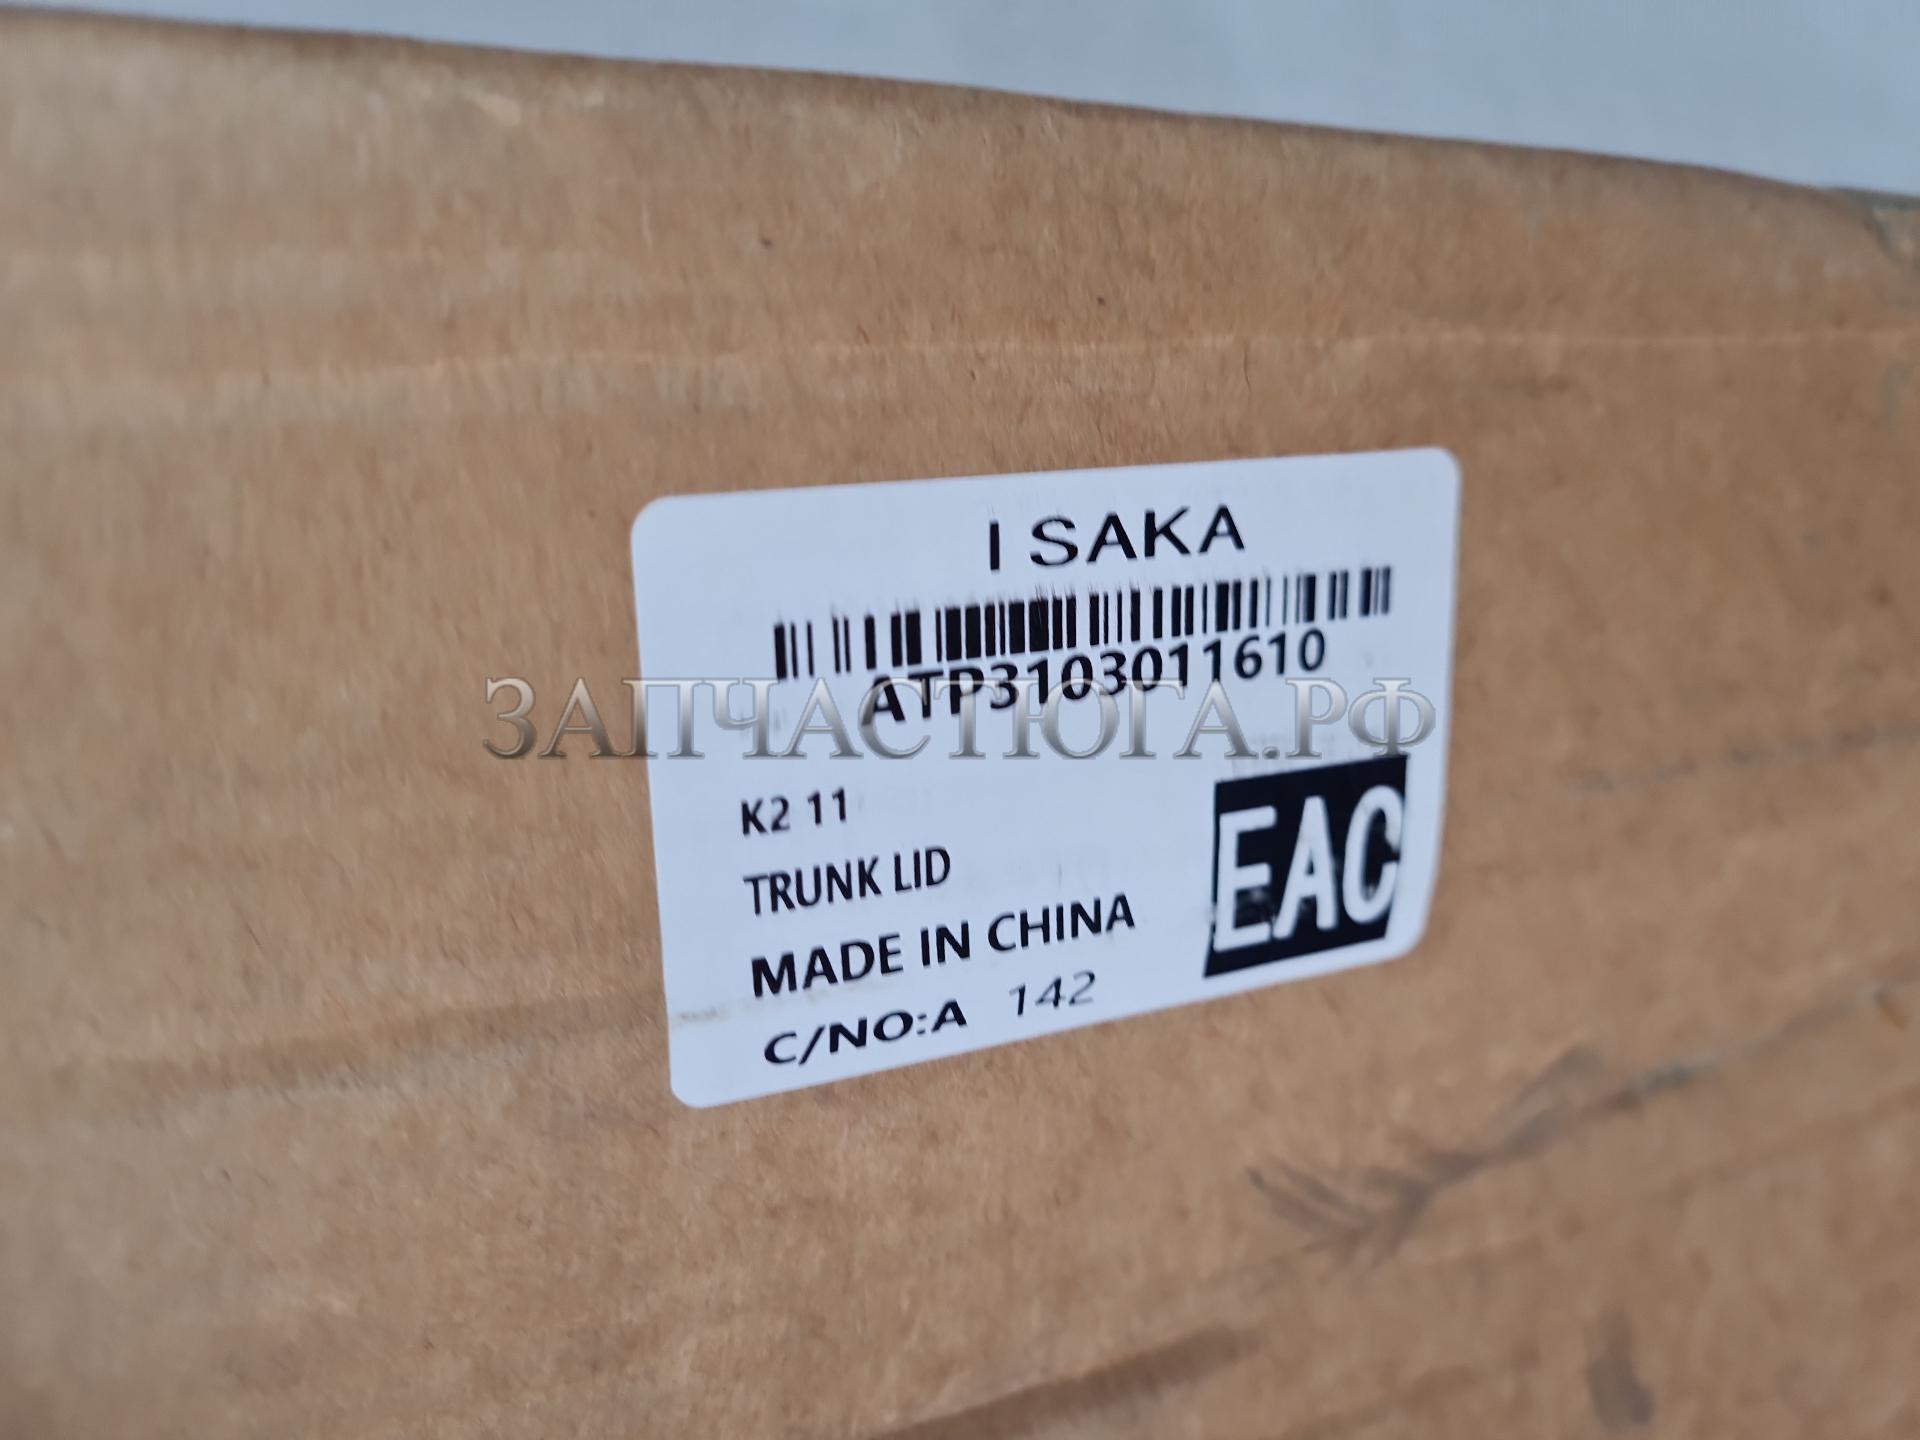 I SAKA
ATP3103011610
ЗАПЧАСТЮГА.РФ
K2 11
TRUNK LID
EAC
MADE IN CHINA
C/NO:A 142